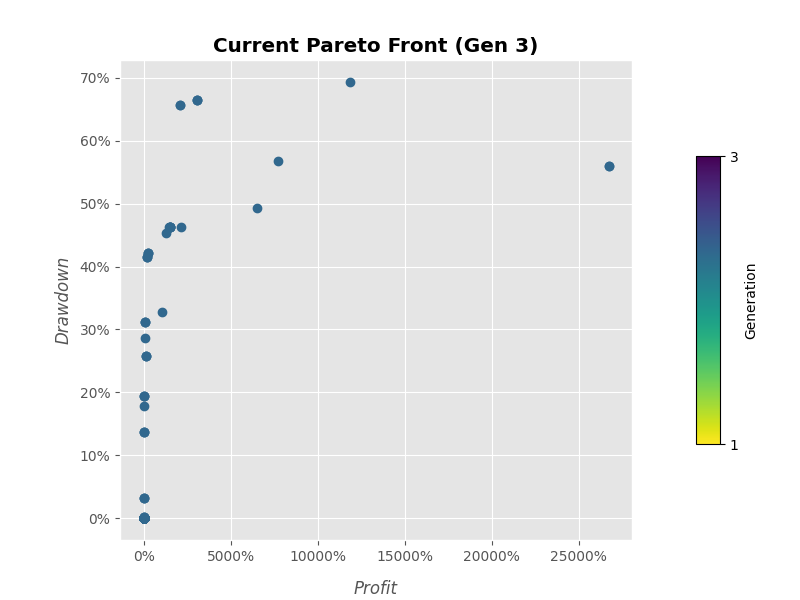 Current Pareto Front (Gen 3)
70%
60%
50%
40%
30%
20%
10%
0%
Drawdown
0% 5000% 10000% 15000% 20000% 25000%
Profit
3
1
Generation